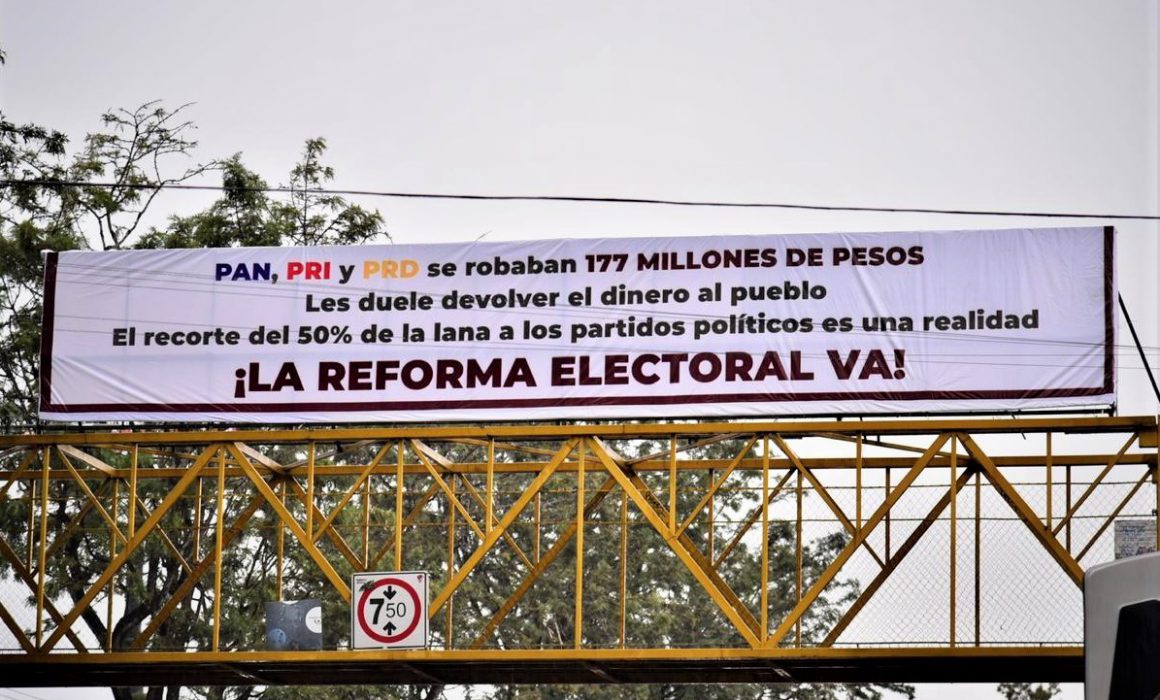 PAN, PRI y PRD se robaban 177 MILLONES DE PESOS
Les duele devolver el dinero al pueblo
El recorte del 50% de la lana a los partidos políticos es una realidad
¡LA REFORMA ELECTORAL VA!
7.50